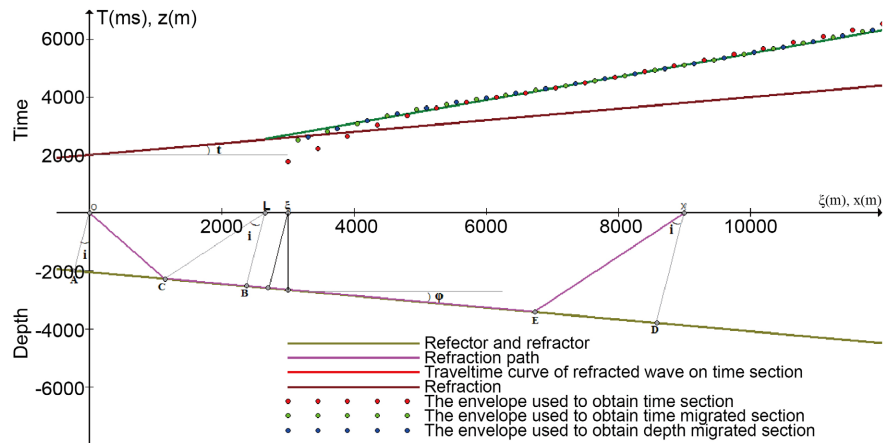 T(ms), z(m)
6000
4000
2000
Time
t
O
L
ξ
X
ξ(m), x(m)
2000
4000
6000
8000
10000
i
i
i
A
C
B
φ
E
D
-2000
-4000
-6000
Depth
Refector and refractor
Refraction path
Traveltime curve of refracted wave on time section
Refraction
The envelope used to obtain time section
The envelope used to obtain time migrated section
The envelope used to obtain depth migrated section